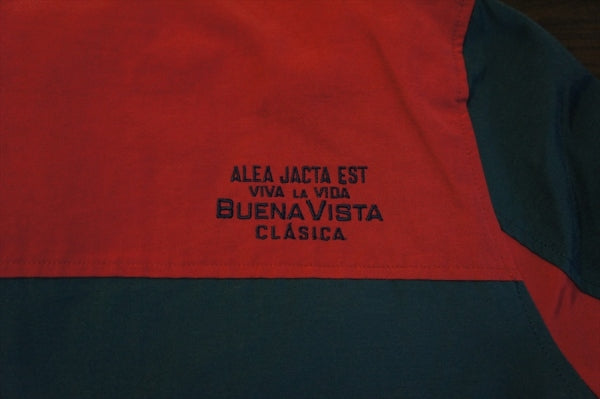 ALEA JACTA EST
VIVA LA VIDA
BUENA VISTA
CLÁSICA